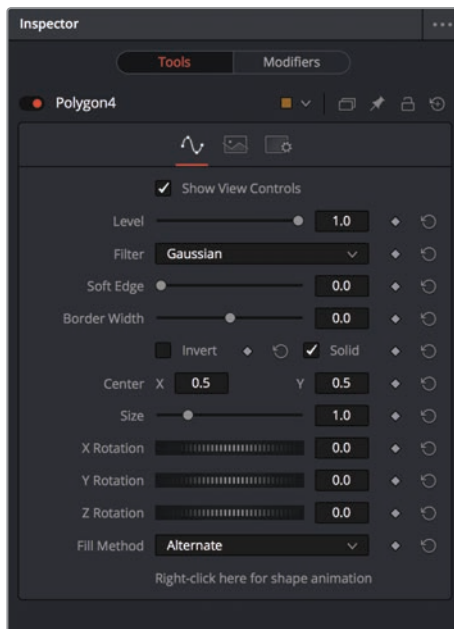 Inspector
Tools Modifiers
Polygon4
Show View Controls
Level 1.0
Filter Gaussian
Soft Edge 0.0
Border Width 0.0
Invert Solid
Center X 0.5 Y 0.5
Size 1.0
X Rotation 0.0
Y Rotation 0.0
Z Rotation 0.0
Fill Method Alternate
Right-click here for shape animation